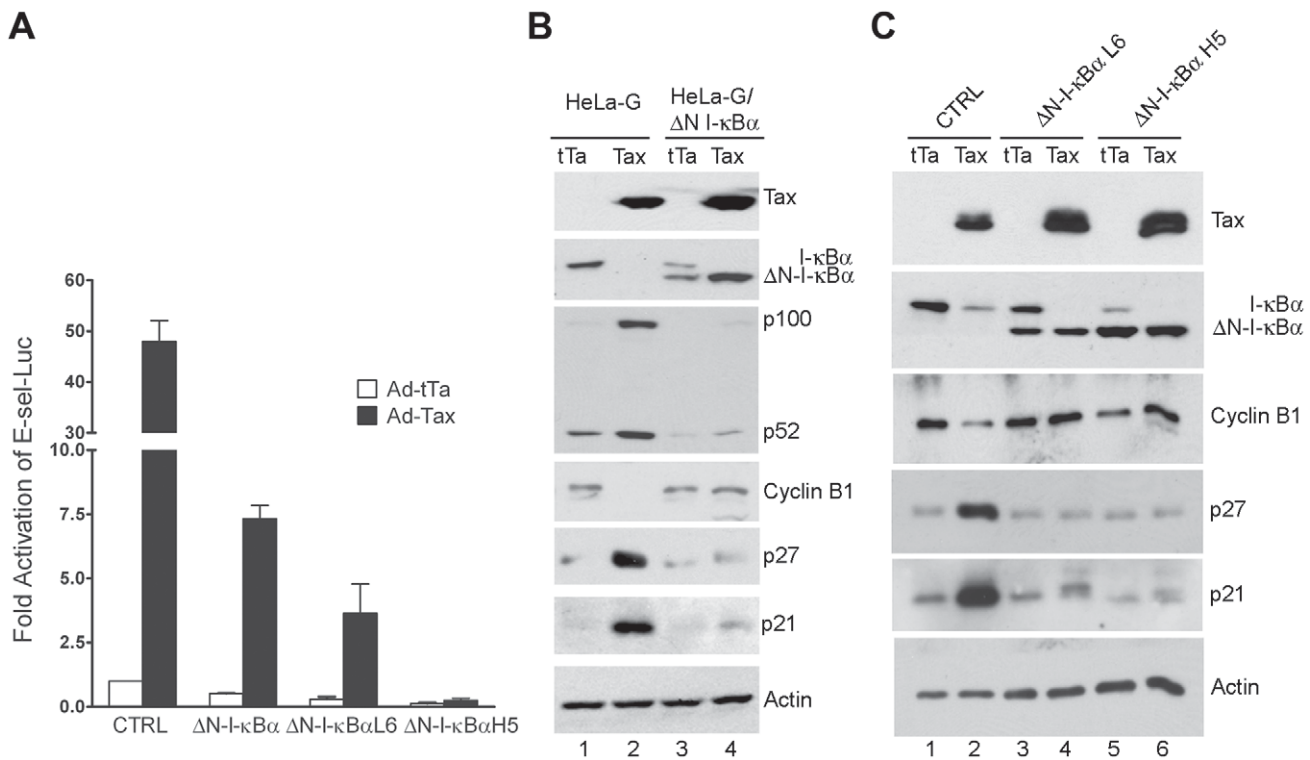 A
Fold Activation of E-sel-Luc
60
50
40
30
10.0
7.5
5.0
2.5
0.0
Ad-tTa
Ad-Tax
CTRL ΔN-I-κBα ΔN-I-κBαL6 ΔN-I-κBαH5
B
HeLa-G HeLa-G/
ΔN I-κBα
tTa Tax tTa Tax
Tax
I-κBα
ΔN-I-κBα
p100
p52
Cyclin B1
p27
p21
Actin
1 2 3 4
C
CTRL ΔN-I-κBα L6 ΔN-I-κBα H5
tTa Tax tTa Tax tTa Tax
Tax
I-κBα
ΔN-I-κBα
Cyclin B1
p27
p21
Actin
1 2 3 4 5 6